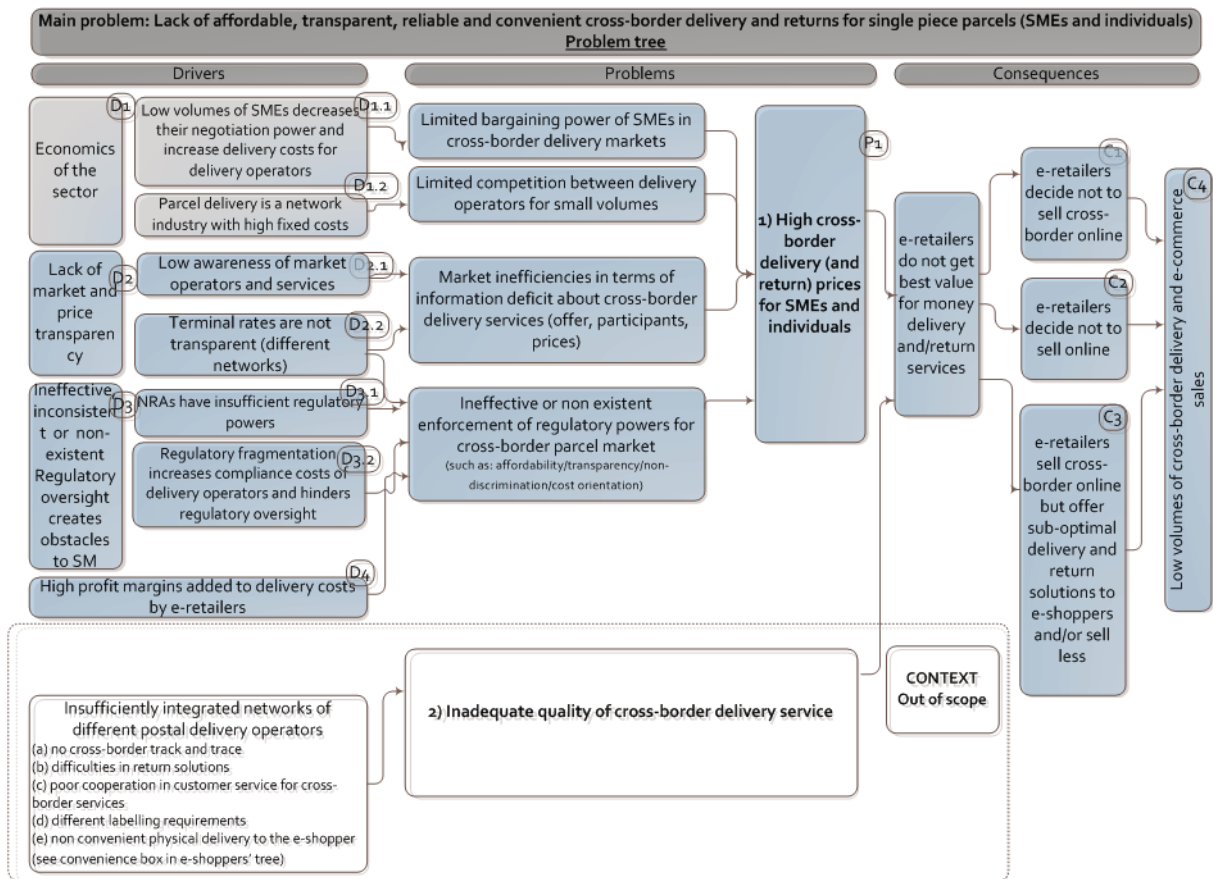 Main problem: Lack of affordable, transparent, reliable and convenient cross-border delivery and returns for single piece parcels (SMEs and individuals)
Problem tree
Drivers
Problems
Consequences
D1
Economics
of the
sector
D1.1
Low volumes of SMEs decreases
their negotiation power and
increase delivery costs for
delivery operators
D1.2
Parcel delivery is a network
industry with high fixed costs
D2
Lack of
market and
price
transparen
cy
D2.1
Low awareness of market
operators and services
D2.2
Terminal rates are not
transparent (different
networks)
D3
Ineffective
inconsisten
t or non-
existent
Regulatory
oversight
creates
obstacles
to SM
D3.1
NRAs have insufficient regulatory
powers
D3.2
Regulatory fragmentation
increases compliance costs of
delivery operators and hinders
regulatory oversight
D4
High profit margins added to delivery costs
by e-retailers
Limited bargaining power of SMEs in
cross-border delivery markets
Limited competition between delivery
operators for small volumes
Market inefficiencies in terms of
information deficit about cross-border
delivery services (offer, participants,
prices)
Ineffective or non existent
enforcement of regulatory powers for
cross-border parcel market
(such as: affordability/transparency/non-
discrimination/cost orientation)
P1
1) High cross-
border
delivery (and
return) prices
for SMEs and
individuals
e-retailers
do not get
best value
for money
delivery
and/return
services
C1
e-retailers
decide not to
sell cross-
border online
C2
e-retailers
decide not to
sell online
C3
e-retailers
sell cross-
border online
but offer
sub-optimal
delivery and
return
solutions to
e-shoppers
and/or sell
less
C4
Low volumes of cross-border delivery and e-commerce
sales
Insufficiently integrated networks of
different postal delivery operators
(a) no cross-border track and trace
(b) difficulties in return solutions
(c) poor cooperation in customer service for cross-
border services
(d) different labelling requirements
(e) non convenient physical delivery to the e-shopper
(see convenience box in e-shoppers' tree)
2) Inadequate quality of cross-border delivery service
CONTEXT
Out of scope